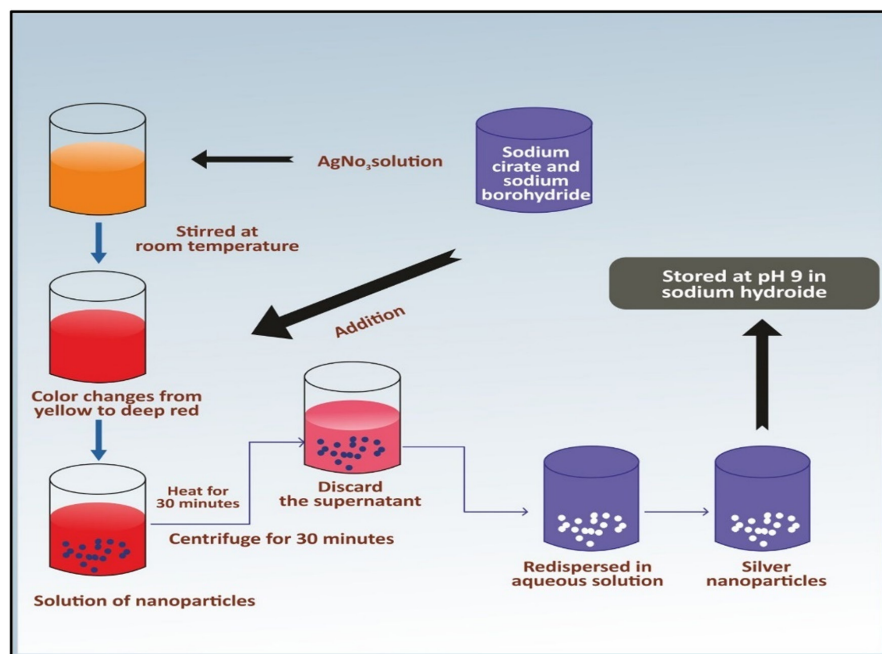 AgNo₃solution
Sodium
cirate and
sodium
borohydride
Stirred at
room temperature
Stored at pH 9 in
sodium hydroide
Addition
Color changes from
yellow to deep red
Heat for
30 minutes
Centrifuge for 30 minutes
Discard
the supernatant
Solution of nanoparticles
Redispersed in
aqueous solution
Silver
nanoparticles